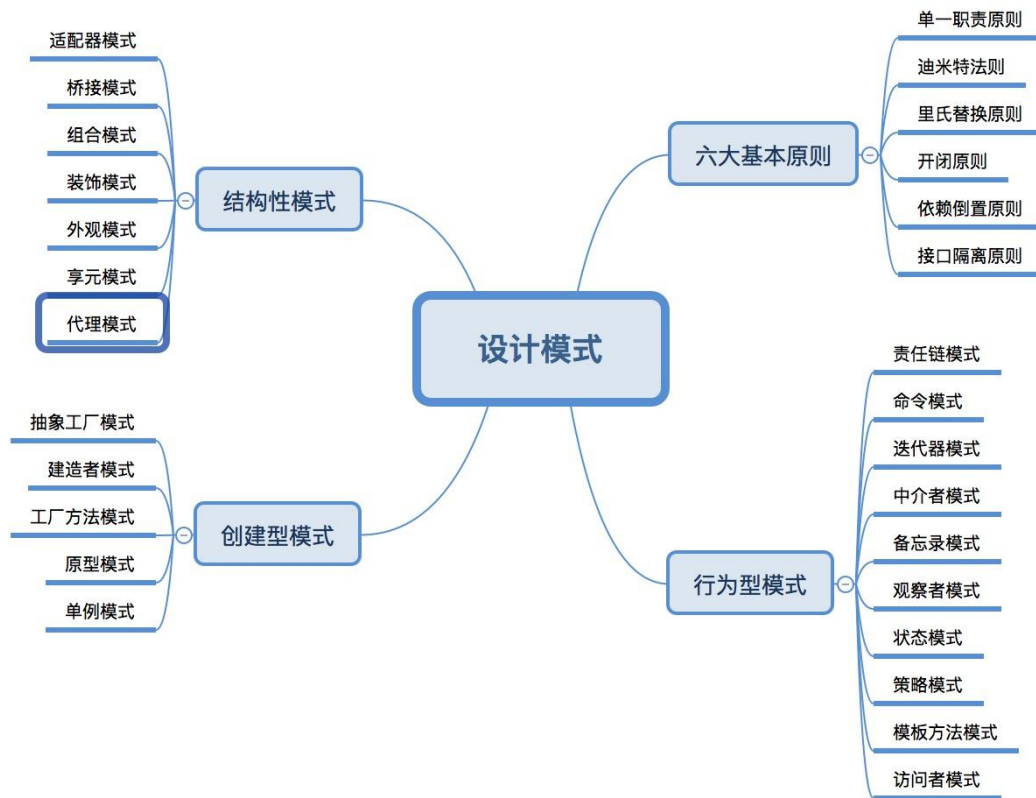 设计模式
六大基本原则
单一职责原则
迪米特法则
里氏替换原则
开闭原则
依赖倒置原则
接口隔离原则
行为型模式
责任链模式
命令模式
迭代器模式
中介者模式
备忘录模式
观察者模式
状态模式
策略模式
模板方法模式
访问者模式
结构性模式
适配器模式
桥接模式
组合模式
装饰模式
外观模式
享元模式
代理模式
创建型模式
抽象工厂模式
建造者模式
工厂方法模式
原型模式
单例模式